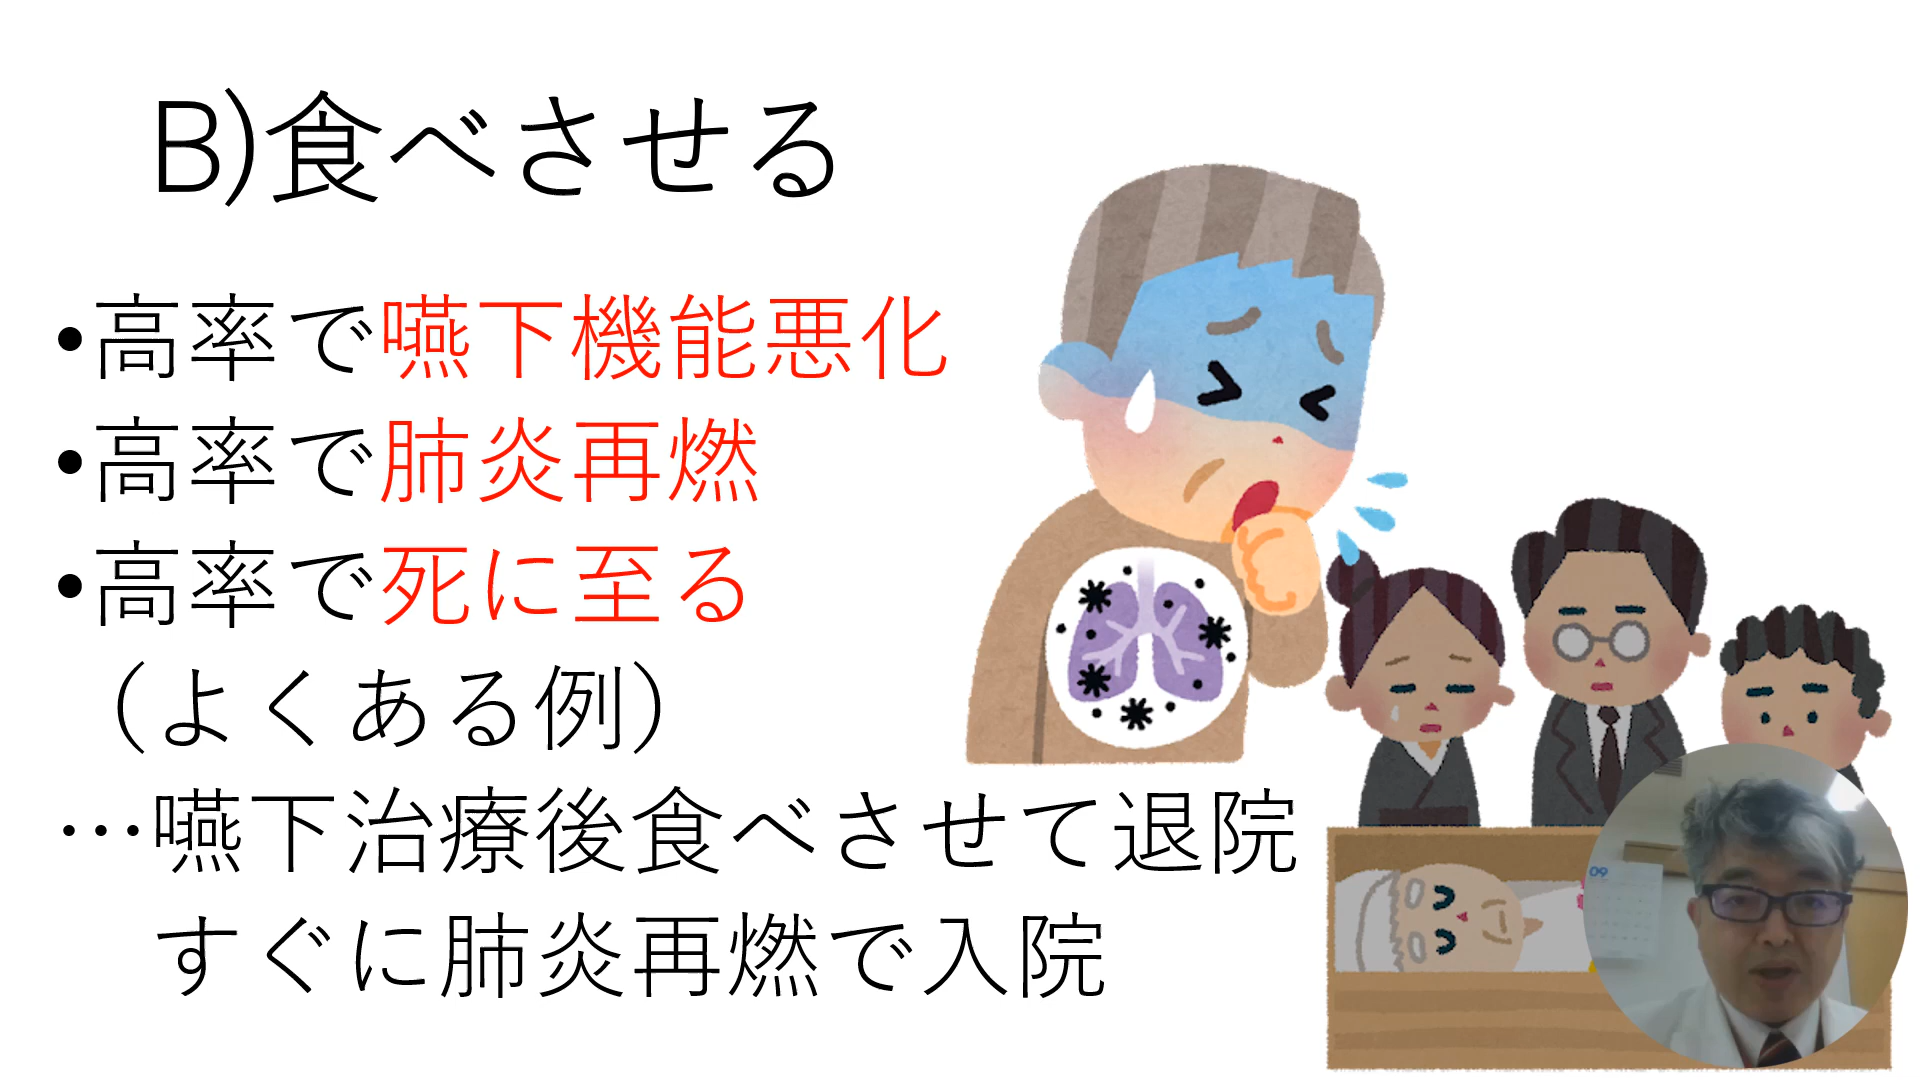 B)食べさせる
•高率で嚥下機能悪化
•高率で肺炎再燃
•高率で死に至る
（よくある例）
…嚥下治療後食べさせて退院
すぐに肺炎再燃で入院
09